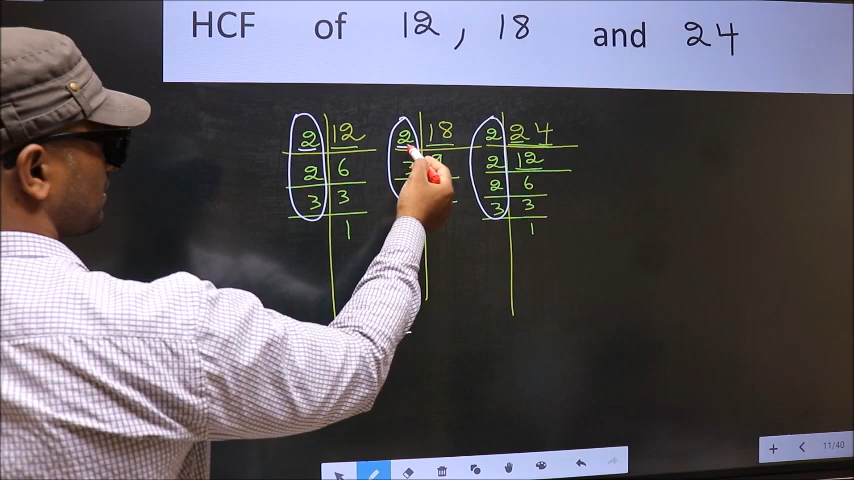 HCF of 12, 18 and 24
2 12 2 18 2 24
2 6 3 2 12
3 3 2 6
1 3 3
1
11/40